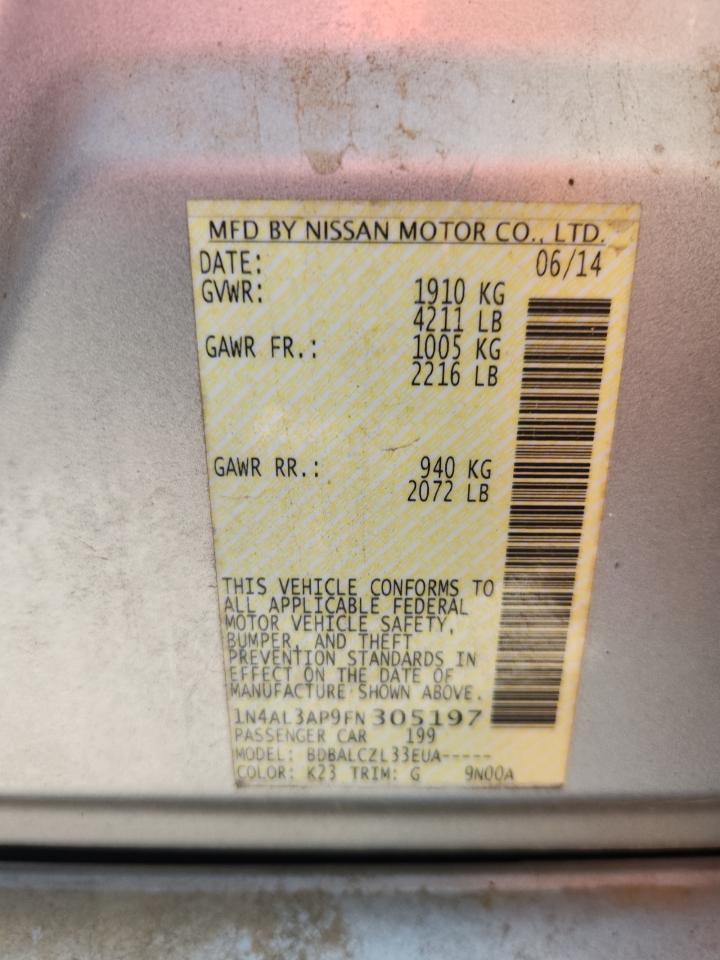 MFD BY NISSAN MOTOR CO., LTD.
DATE: 06/14
GVWR: 1910 KG
4211 LB
GAWR FR.: 1005 KG
2216 LB
GAWR RR.: 940 KG
2072 LB
THIS VEHICLE CONFORMS TO
ALL APPLICABLE FEDERAL
MOTOR VEHICLE SAFETY,
BUMPER, AND THEFT
PREVENTION STANDARDS IN
EFFECT ON THE DATE OF
MANUFACTURE SHOWN ABOVE.
1N4AL3AP9FN 305197
PASSENGER CAR 199
MODEL: BDBALCZL33EUA-----
COLOR: K23 TRIM: G 9N00A